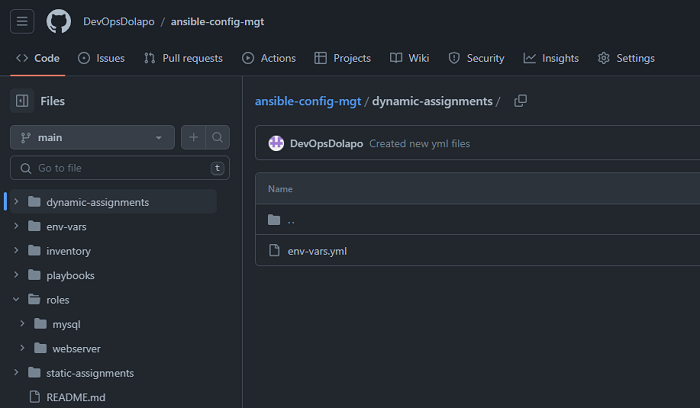 DevOpsDolapo / ansible-config-mgt
Code Issues Pull requests Actions Projects Wiki Security Insights Settings
Files
main
Go to file t
dynamic-assignments
env-vars
inventory
playbooks
roles
mysql
webserver
static-assignments
README.md
ansible-config-mgt / dynamic-assignments /
DevOpsDolapo Created new yml files
Name
..
env-vars.yml